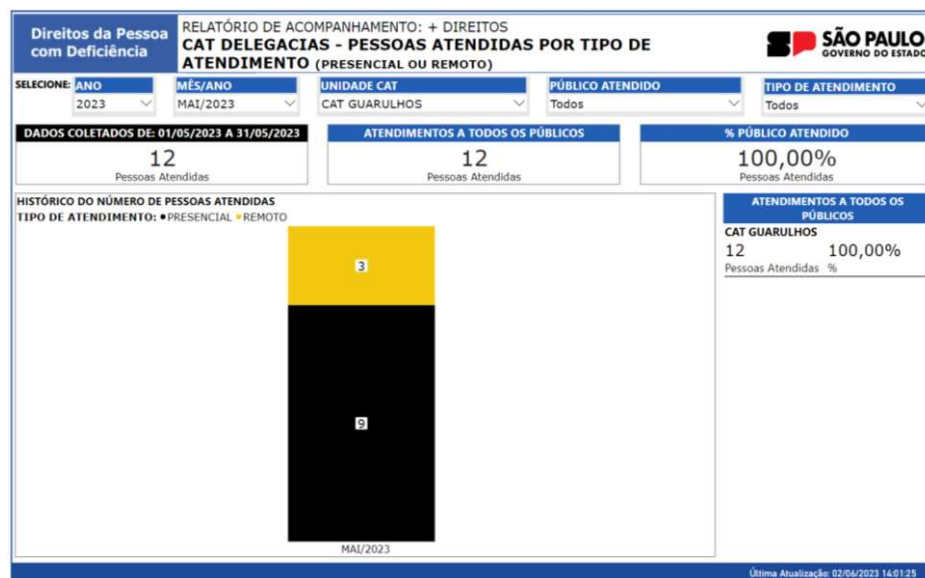 Direitos da Pessoa
com Deficiência
RELATÓRIO DE ACOMPANHAMENTO: + DIREITOS
CAT DELEGACIAS - PESSOAS ATENDIDAS POR TIPO DE
ATENDIMENTO (PRESENCIAL OU REMOTO)
SP
SÃO PAULO
GOVERNO DO ESTADO
SELECIONE:
ANO
2023
MÊS/ANO
MAI/2023
UNIDADE CAT
CAT GUARULHOS
PÚBLICO ATENDIDO
Todos
TIPO DE ATENDIMENTO
Todos
DADOS COLETADOS DE: 01/05/2023 A 31/05/2023
12
Pessoas Atendidas
ATENDIMENTOS A TODOS OS PÚBLICOS
12
Pessoas Atendidas
% PÚBLICO ATENDIDO
100,00%
Pessoas Atendidas
HISTÓRICO DO NÚMERO DE PESSOAS ATENDIDAS
TIPO DE ATENDIMENTO: ●PRESENCIAL ●REMOTO
3
9
MAI/2023
ATENDIMENTOS A TODOS OS
PÚBLICOS
CAT GUARULHOS
12 100,00%
Pessoas Atendidas %
Última Atualização: 02/06/2023 14:01:25